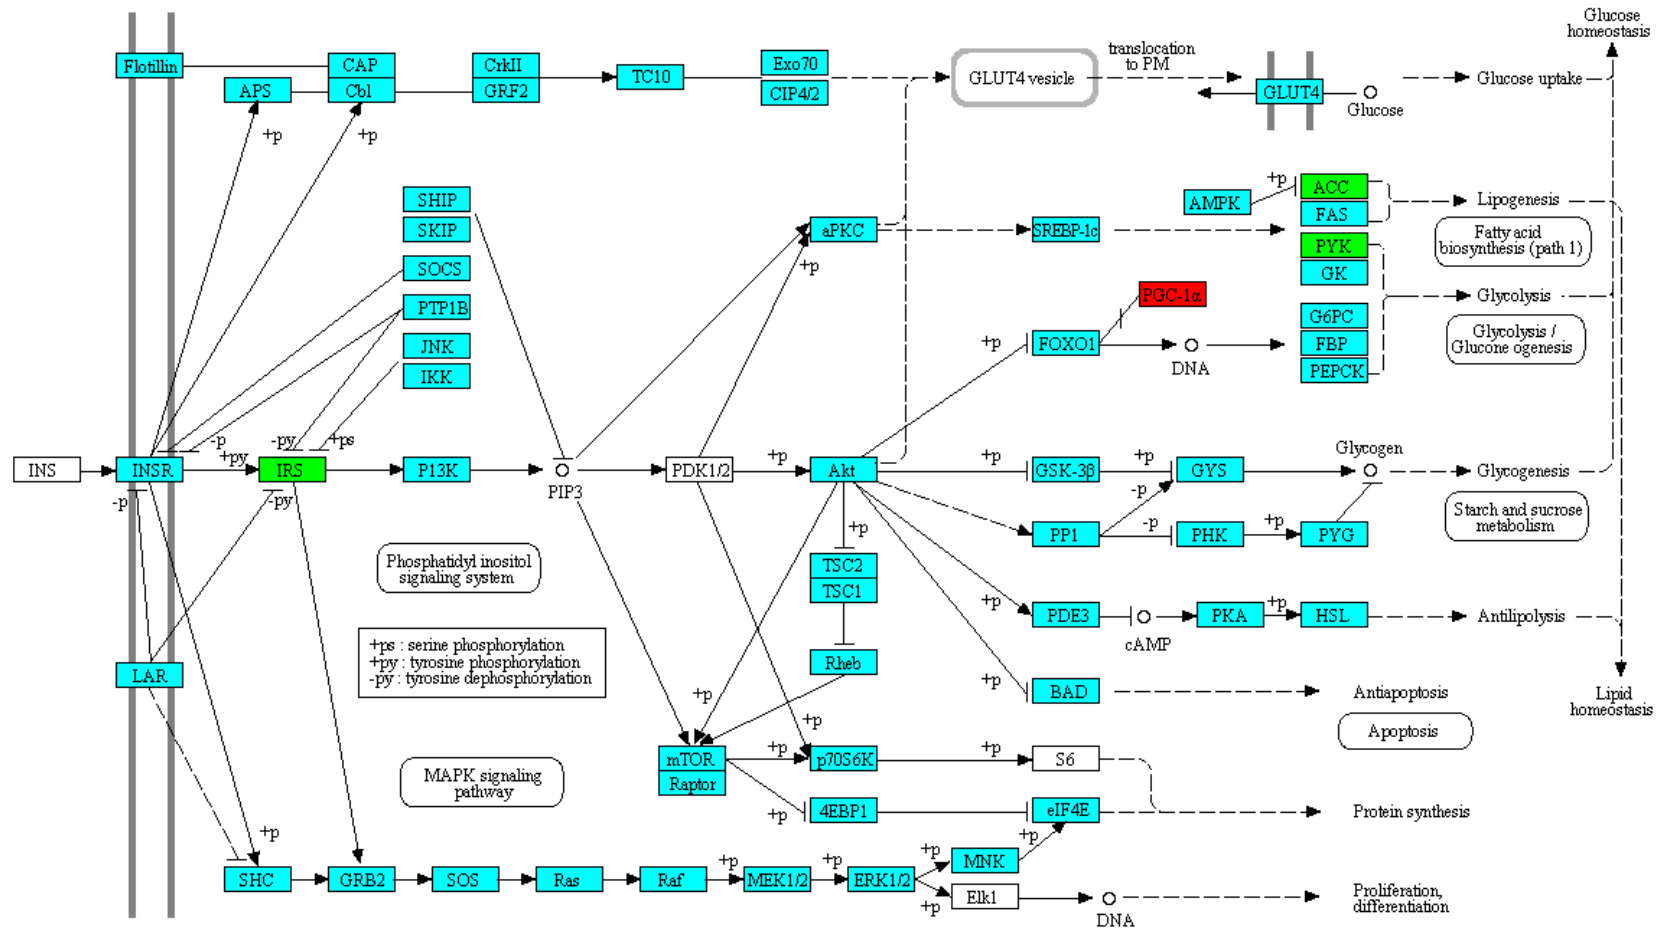 Glucose
homeostasis
Flotillin
CAP
CrkII
TC10
Exo70
GLUT4 vesicle
translocation
to PM
Glucose uptake
APS
Cbl
GRF2
CIP4/2
GLUT4
Glucose
+p
+p
SHIP
SKIP
SOCS
PTP1B
JNK
IKK
aPKC
+p
SREBP-1c
AMPK
+p
ACC
FAS
PYK
GK
Lipogenesis
Fatty acid
biosynthesis (path 1)
PGC-1α
+p
FOXO1
DNA
G6PC
FBP
PEPCK
Glycolysis
Glycolysis /
Glucone ogenesis
-p
+py
-py
+ps
INS
INSR
IRS
P13K
PIP3
PDK1/2
+p
Akt
+p
GSK-3β
+p
GYS
Glycogen
Glycogenesis
-p
-py
-p
-p
PP1
PHK
+p
PYG
Starch and sucrose
metabolism
Phosphatidyl inositol
signaling system
+p
TSC2
TSC1
+p
PDE3
cAMP
PKA
+p
HSL
Antilipolysis
+ps : serine phosphorylation
+py : tyrosine phosphorylation
-py : tyrosine dephosphorylation
LAR
Rheb
+p
+p
BAD
Antiapoptosis
Apoptosis
Lipid
homeostasis
+p
mTOR
Raptor
+p
p70S6K
+p
S6
MAPK signaling
pathway
+p
4EBP1
eIF4E
Protein synthesis
+p
+p
SHC
GRB2
SOS
Ras
Raf
+p
MEK1/2
+p
ERK1/2
+p
MNK
+p
Elk1
DNA
Proliferation,
differentiation